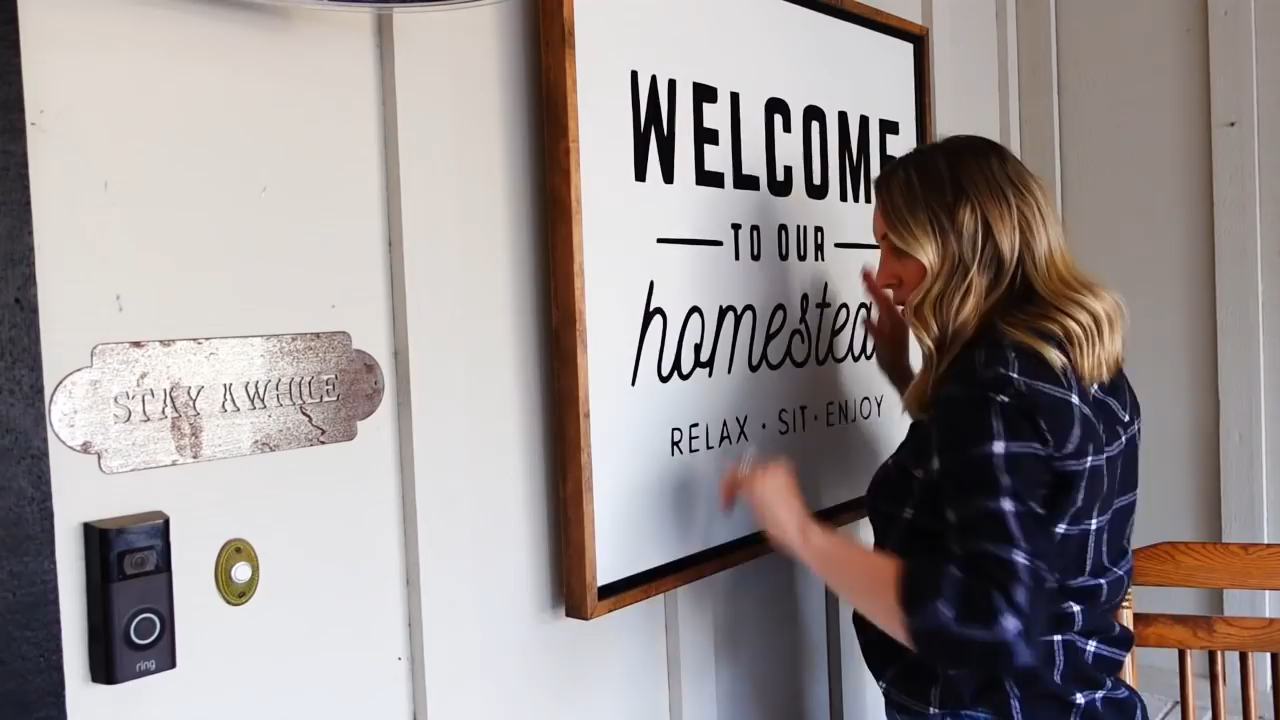 WELCOME
TO OUR
homestea
RELAX · SIT · ENJOY
STAY AWHILE
ring